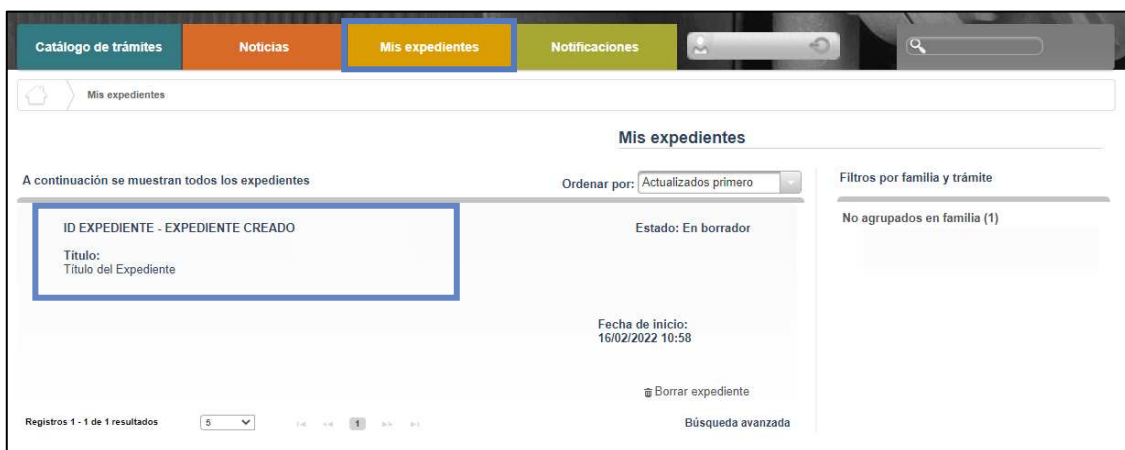 Catálogo de trámites
Noticias
Mis expedientes
Notificaciones
Mis expedientes
Mis expedientes
A continuación se muestran todos los expedientes
Ordenar por: Actualizados primero
Filtros por familia y trámite
ID EXPEDIENTE - EXPEDIENTE CREADO
Estado: En borrador
No agrupados en familia (1)
Título:
Título del Expediente
Fecha de inicio:
16/02/2022 10:58
Borrar expediente
Registros 1 - 1 de 1 resultados
5
1
Búsqueda avanzada